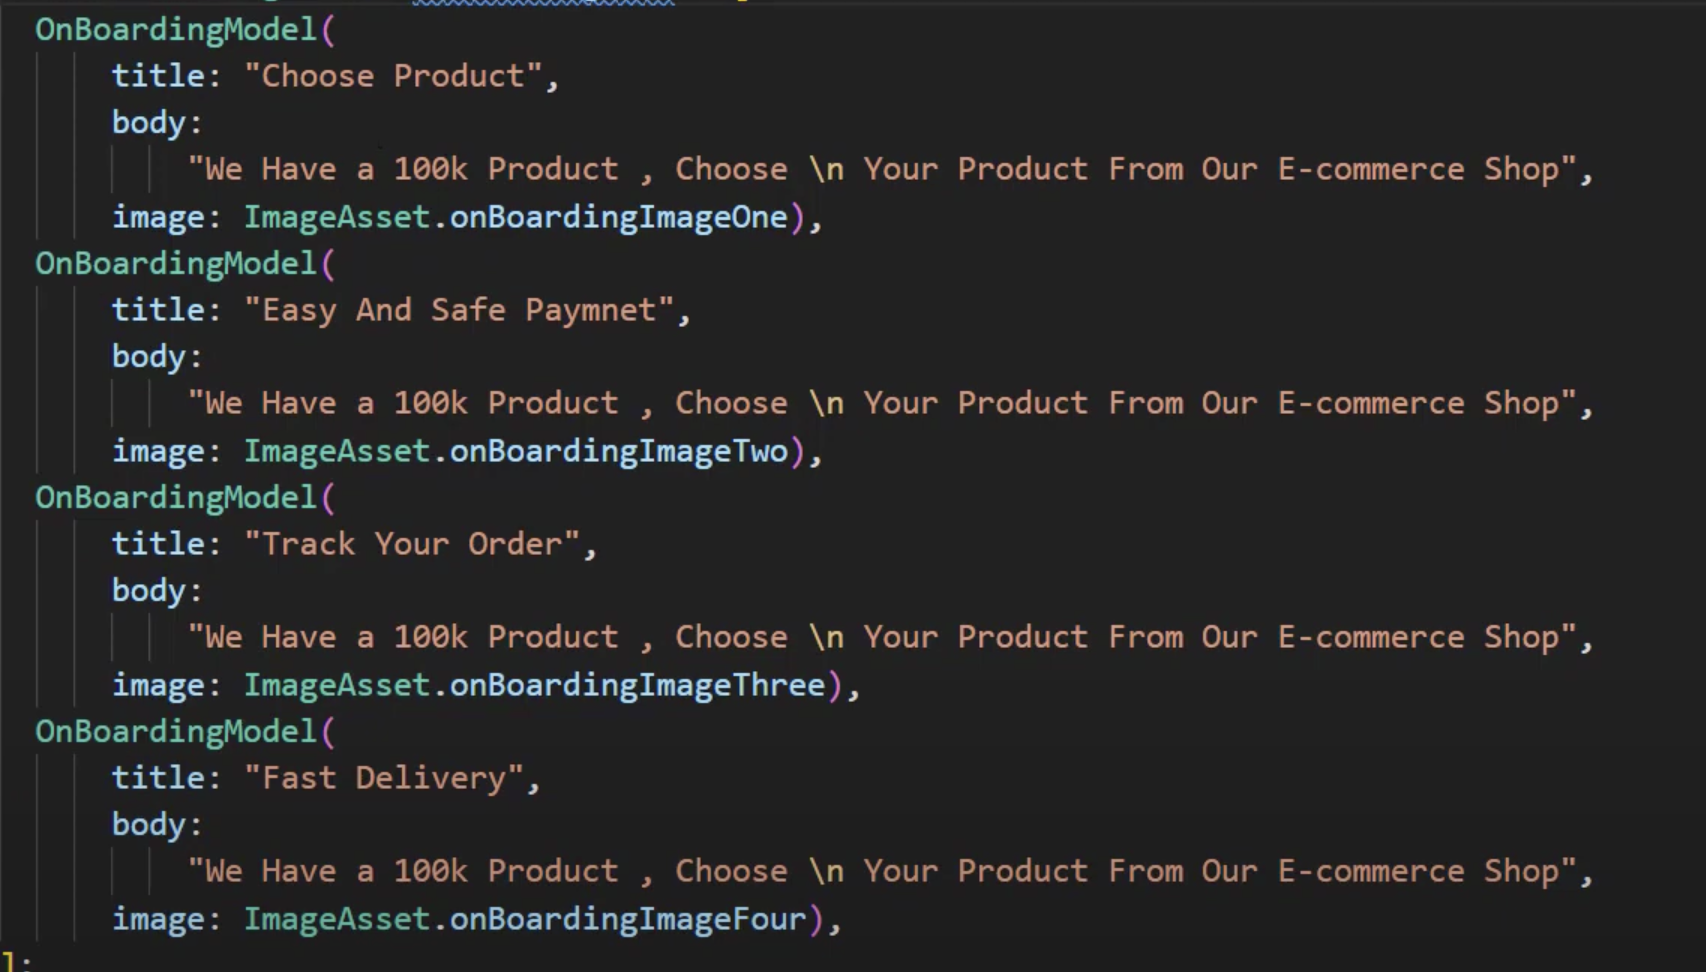 OnBoardingModel(
title: "Choose Product",
body:
"We Have a 100k Product , Choose \n Your Product From Our E-commerce Shop",
image: ImageAsset.onBoardingImageOne),
OnBoardingModel(
title: "Easy And Safe Paymnet",
body:
"We Have a 100k Product , Choose \n Your Product From Our E-commerce Shop",
image: ImageAsset.onBoardingImageTwo),
OnBoardingModel(
title: "Track Your Order",
body:
"We Have a 100k Product , Choose \n Your Product From Our E-commerce Shop",
image: ImageAsset.onBoardingImageThree),
OnBoardingModel(
title: "Fast Delivery",
body:
"We Have a 100k Product , Choose \n Your Product From Our E-commerce Shop",
image: ImageAsset.onBoardingImageFour),
];